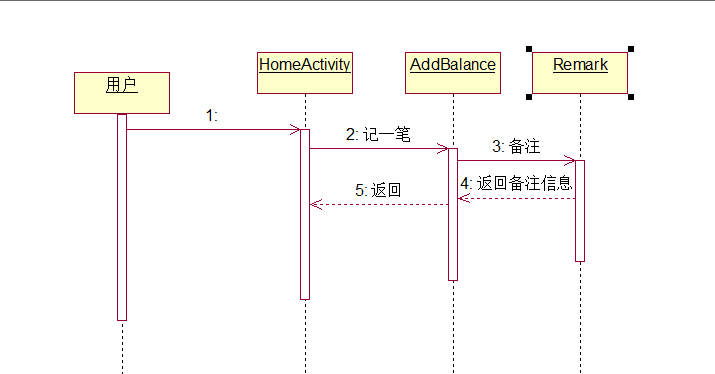 用户
HomeActivity
AddBalance
Remark
1:
2: 记一笔
3: 备注
4: 返回备注信息
5: 返回